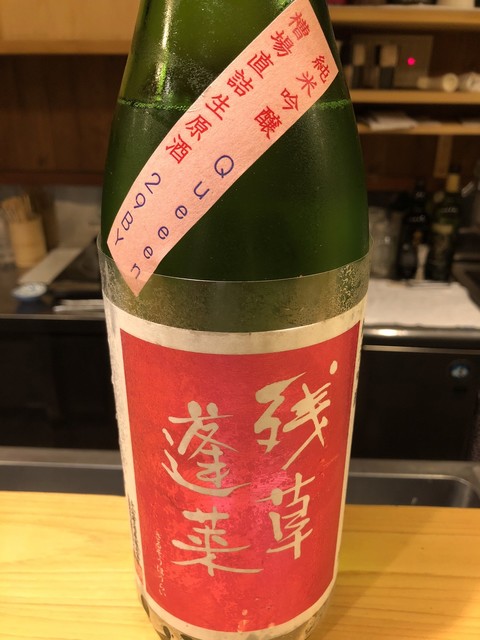 純米吟醸
槽場直詰生原酒
Queen
29BY
残草
蓬莱